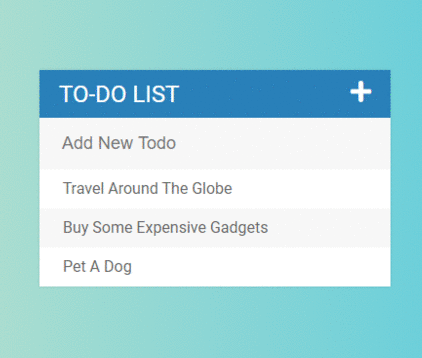 TO-DO LIST
Add New Todo
Travel Around The Globe
Buy Some Expensive Gadgets
Pet A Dog